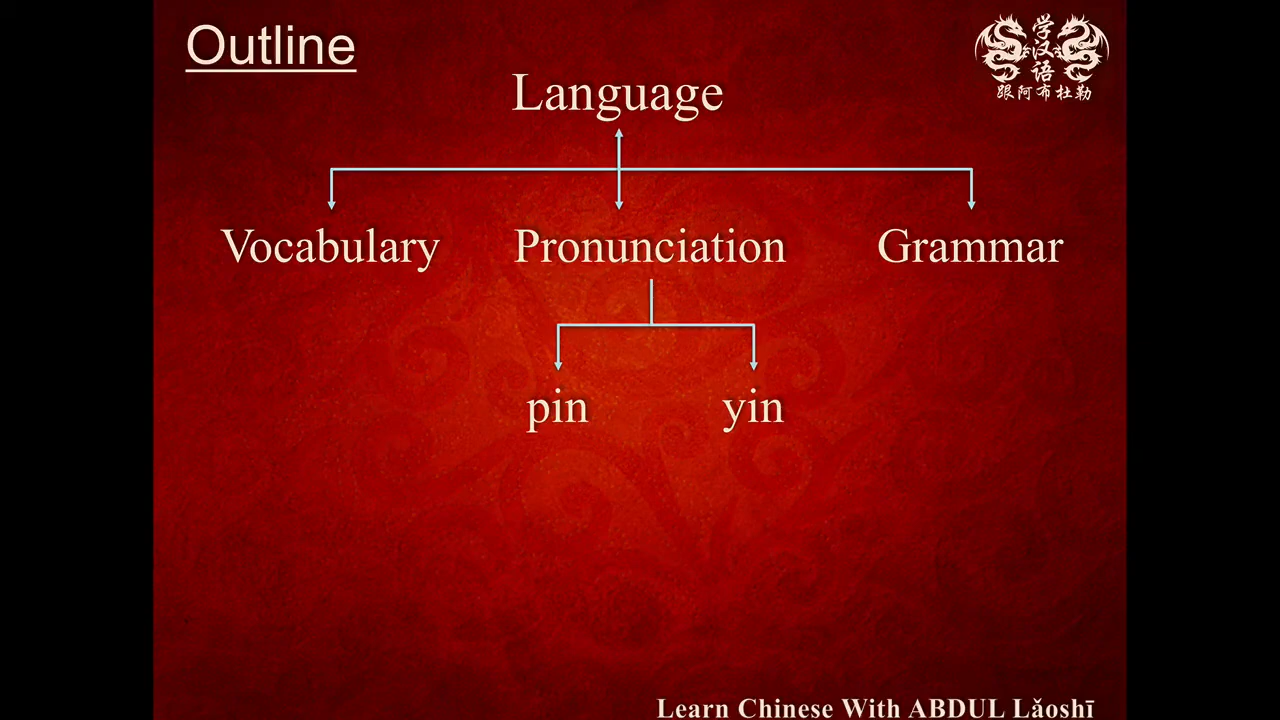 Outline
学
汉
语
跟阿布杜勒
Language
Vocabulary Pronunciation Grammar
pin yin
Learn Chinese With ABDUL Lǎoshī